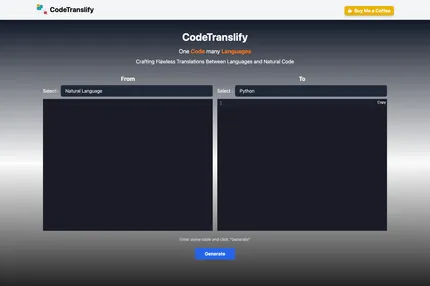 CodeTranslify
Buy Me a Coffee
CodeTranslify
One Code many Languages
Crafting Flawless Translations Between Languages and Natural Code
From
To
Select : Natural Language
Select : Python
Copy
1
Enter some code and click "Generate"
Generate